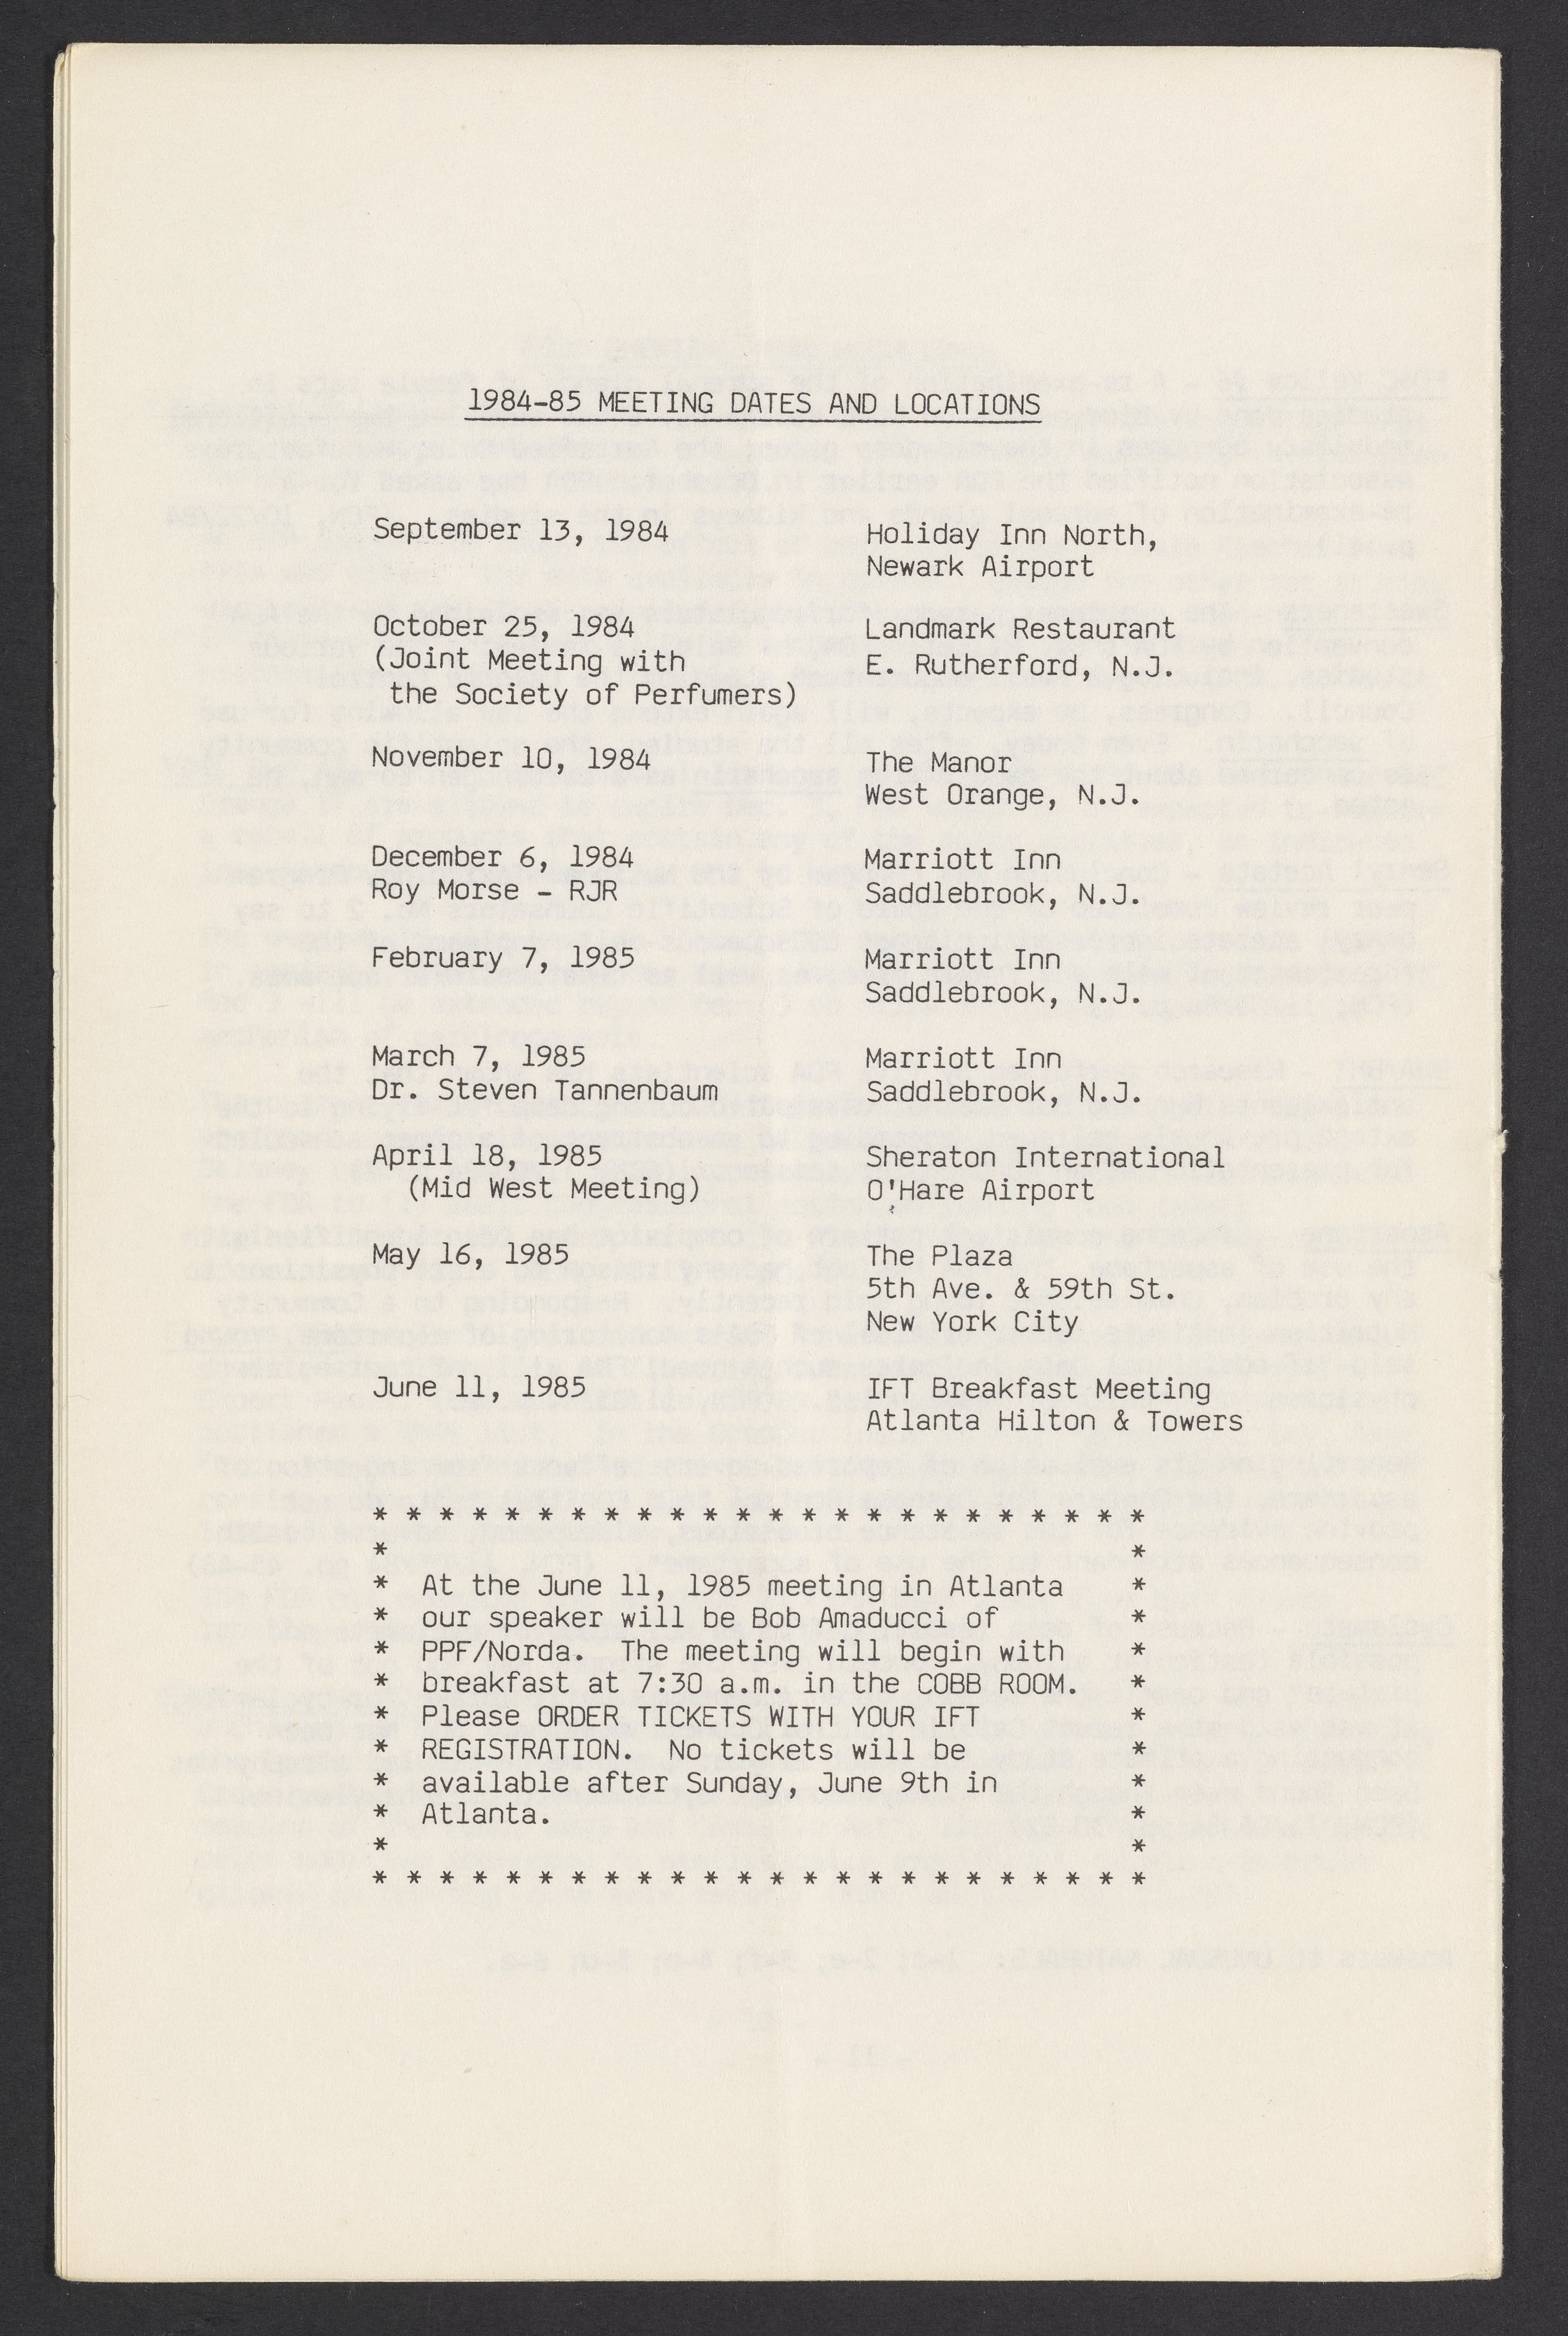 1984-85 MEETING DATES AND LOCATIONS
September 13, 1984
Holiday Inn North,
Newark Airport
October 25, 1984
(Joint Meeting with
the Society of Perfumers)
Landmark Restaurant
E. Rutherford, N.J.
November 10, 1984
The Manor
West Orange, N.J.
December 6, 1984
Roy Morse - RJR
Marriott Inn
Saddlebrook, N.J.
February 7, 1985
Marriott Inn
Saddlebrook, N.J.
March 7, 1985
Dr. Steven Tannenbaum
Marriott Inn
Saddlebrook, N.J.
April 18, 1985
(Mid West Meeting)
Sheraton International
O'Hare Airport
May 16, 1985
The Plaza
5th Ave. & 59th St.
New York City
June 11, 1985
IFT Breakfast Meeting
Atlanta Hilton & Towers
* * * * * * * * * * * * * * * * * * * * * * * *
* *
* At the June 11, 1985 meeting in Atlanta *
* our speaker will be Bob Amaducci of *
* PPF/Norda. The meeting will begin with *
* breakfast at 7:30 a.m. in the COBB ROOM. *
* Please ORDER TICKETS WITH YOUR IFT *
* REGISTRATION. No tickets will be *
* available after Sunday, June 9th in *
* Atlanta. *
* *
* * * * * * * * * * * * * * * * * * * * * * * *